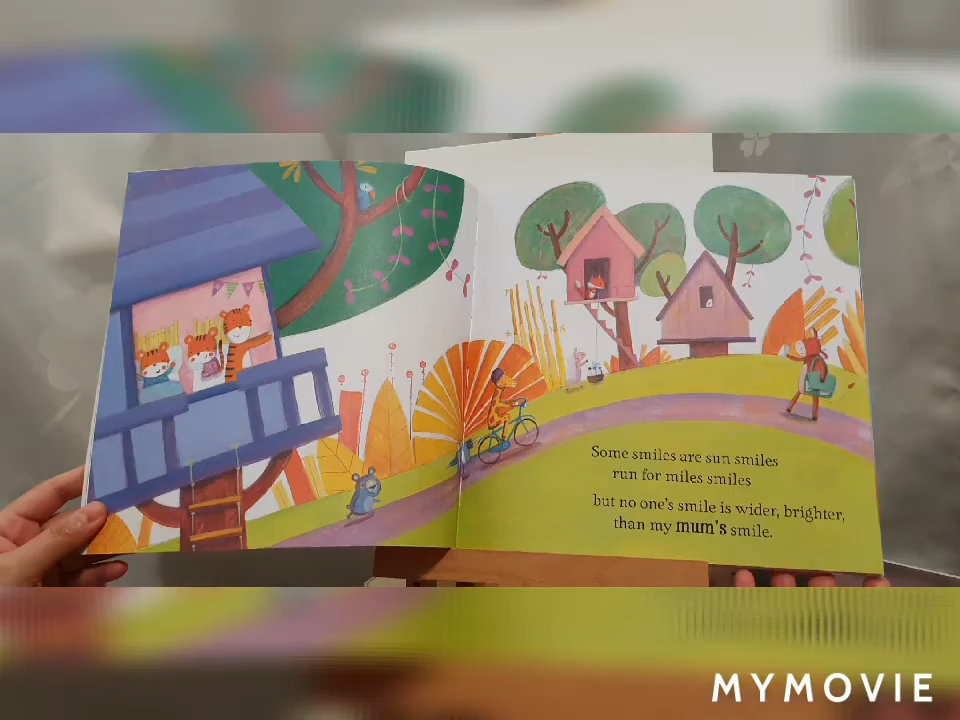 Some smiles are sun smiles
run for miles smiles
but no one's smile is wider, brighter,
than my mum's smile.
MYMOVIE